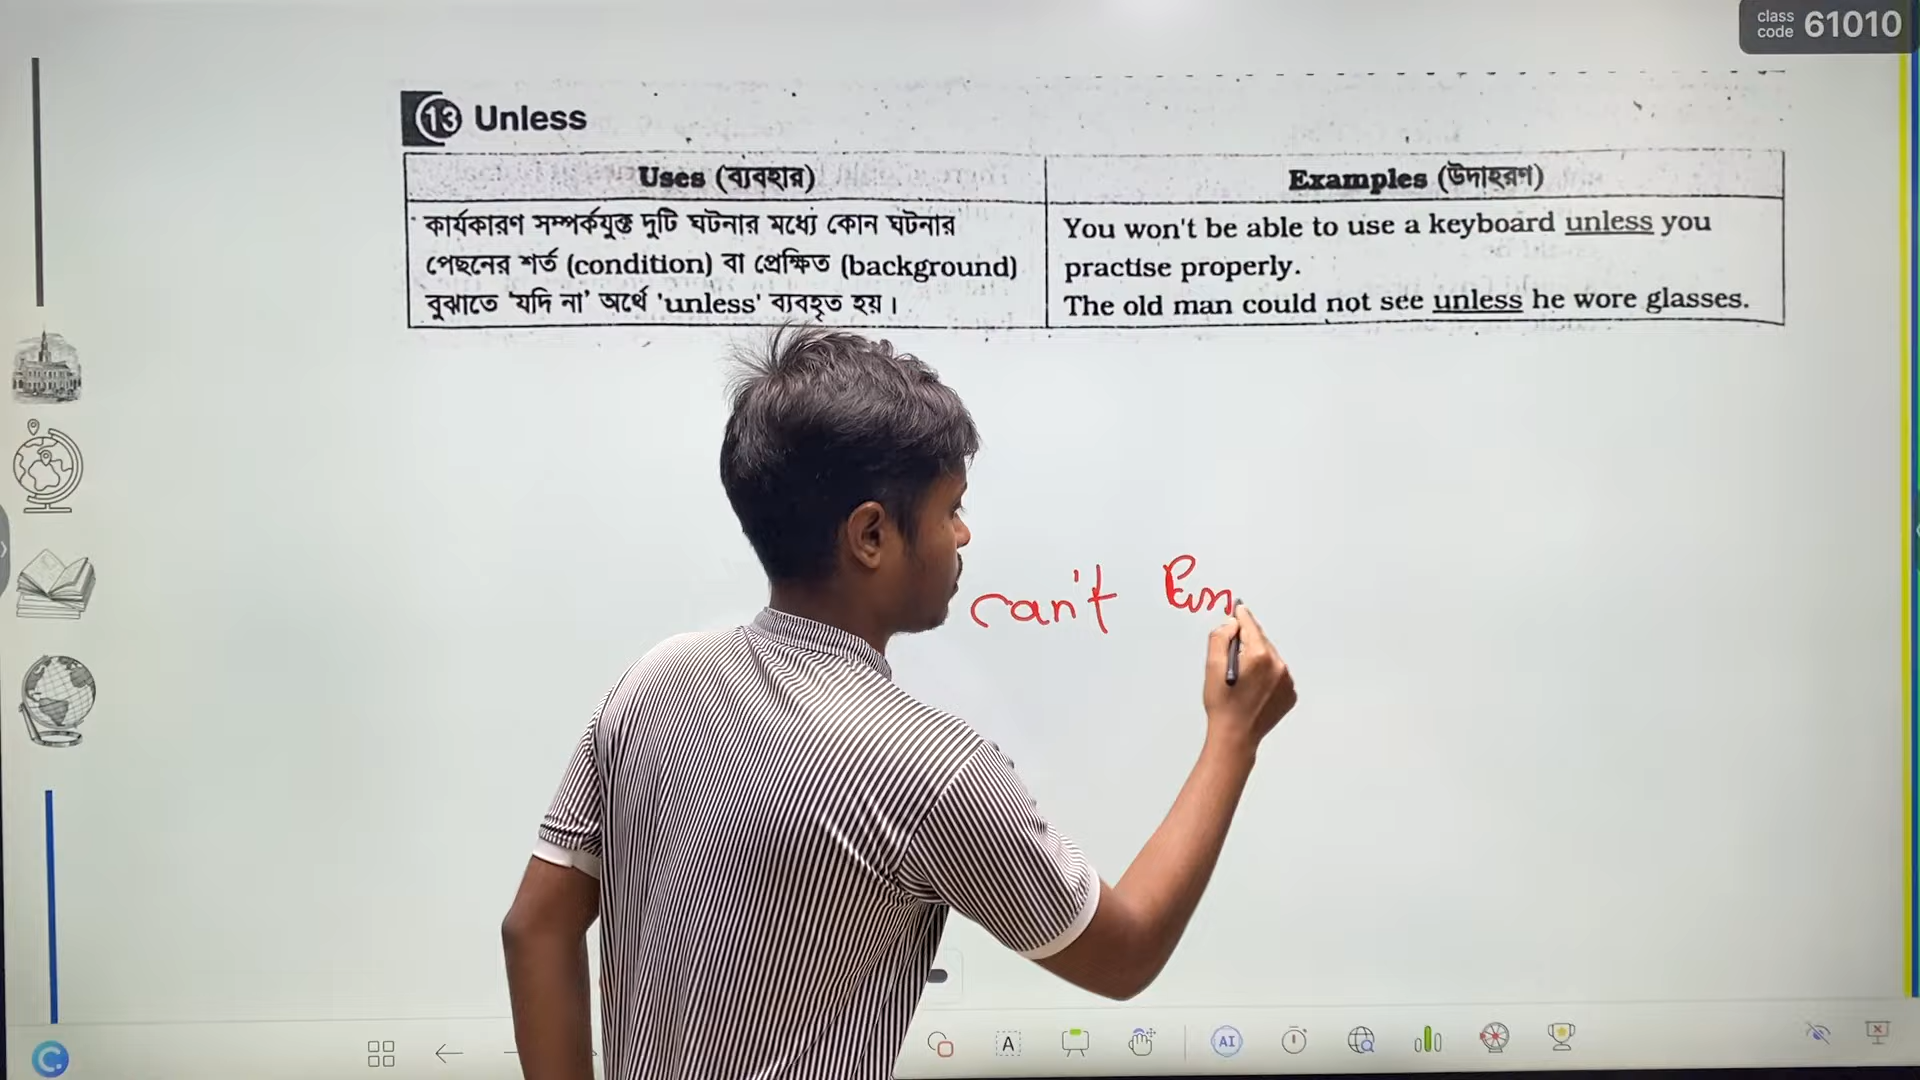 class code 61010
13 Unless
Uses (ব্যবহার)
কার্যকারণ সম্পর্কযুক্ত দুটি ঘটনার মধ্যে কোন ঘটনার
পেছনের শর্ত (condition) বা প্রেক্ষিত (background)
বুঝাতে ‘যদি না’ অর্থে 'unless' ব্যবহৃত হয়।
Examples (উদাহরণ)
You won't be able to use a keyboard unless you
practise properly.
The old man could not see unless he wore glasses.
can't
A
AI